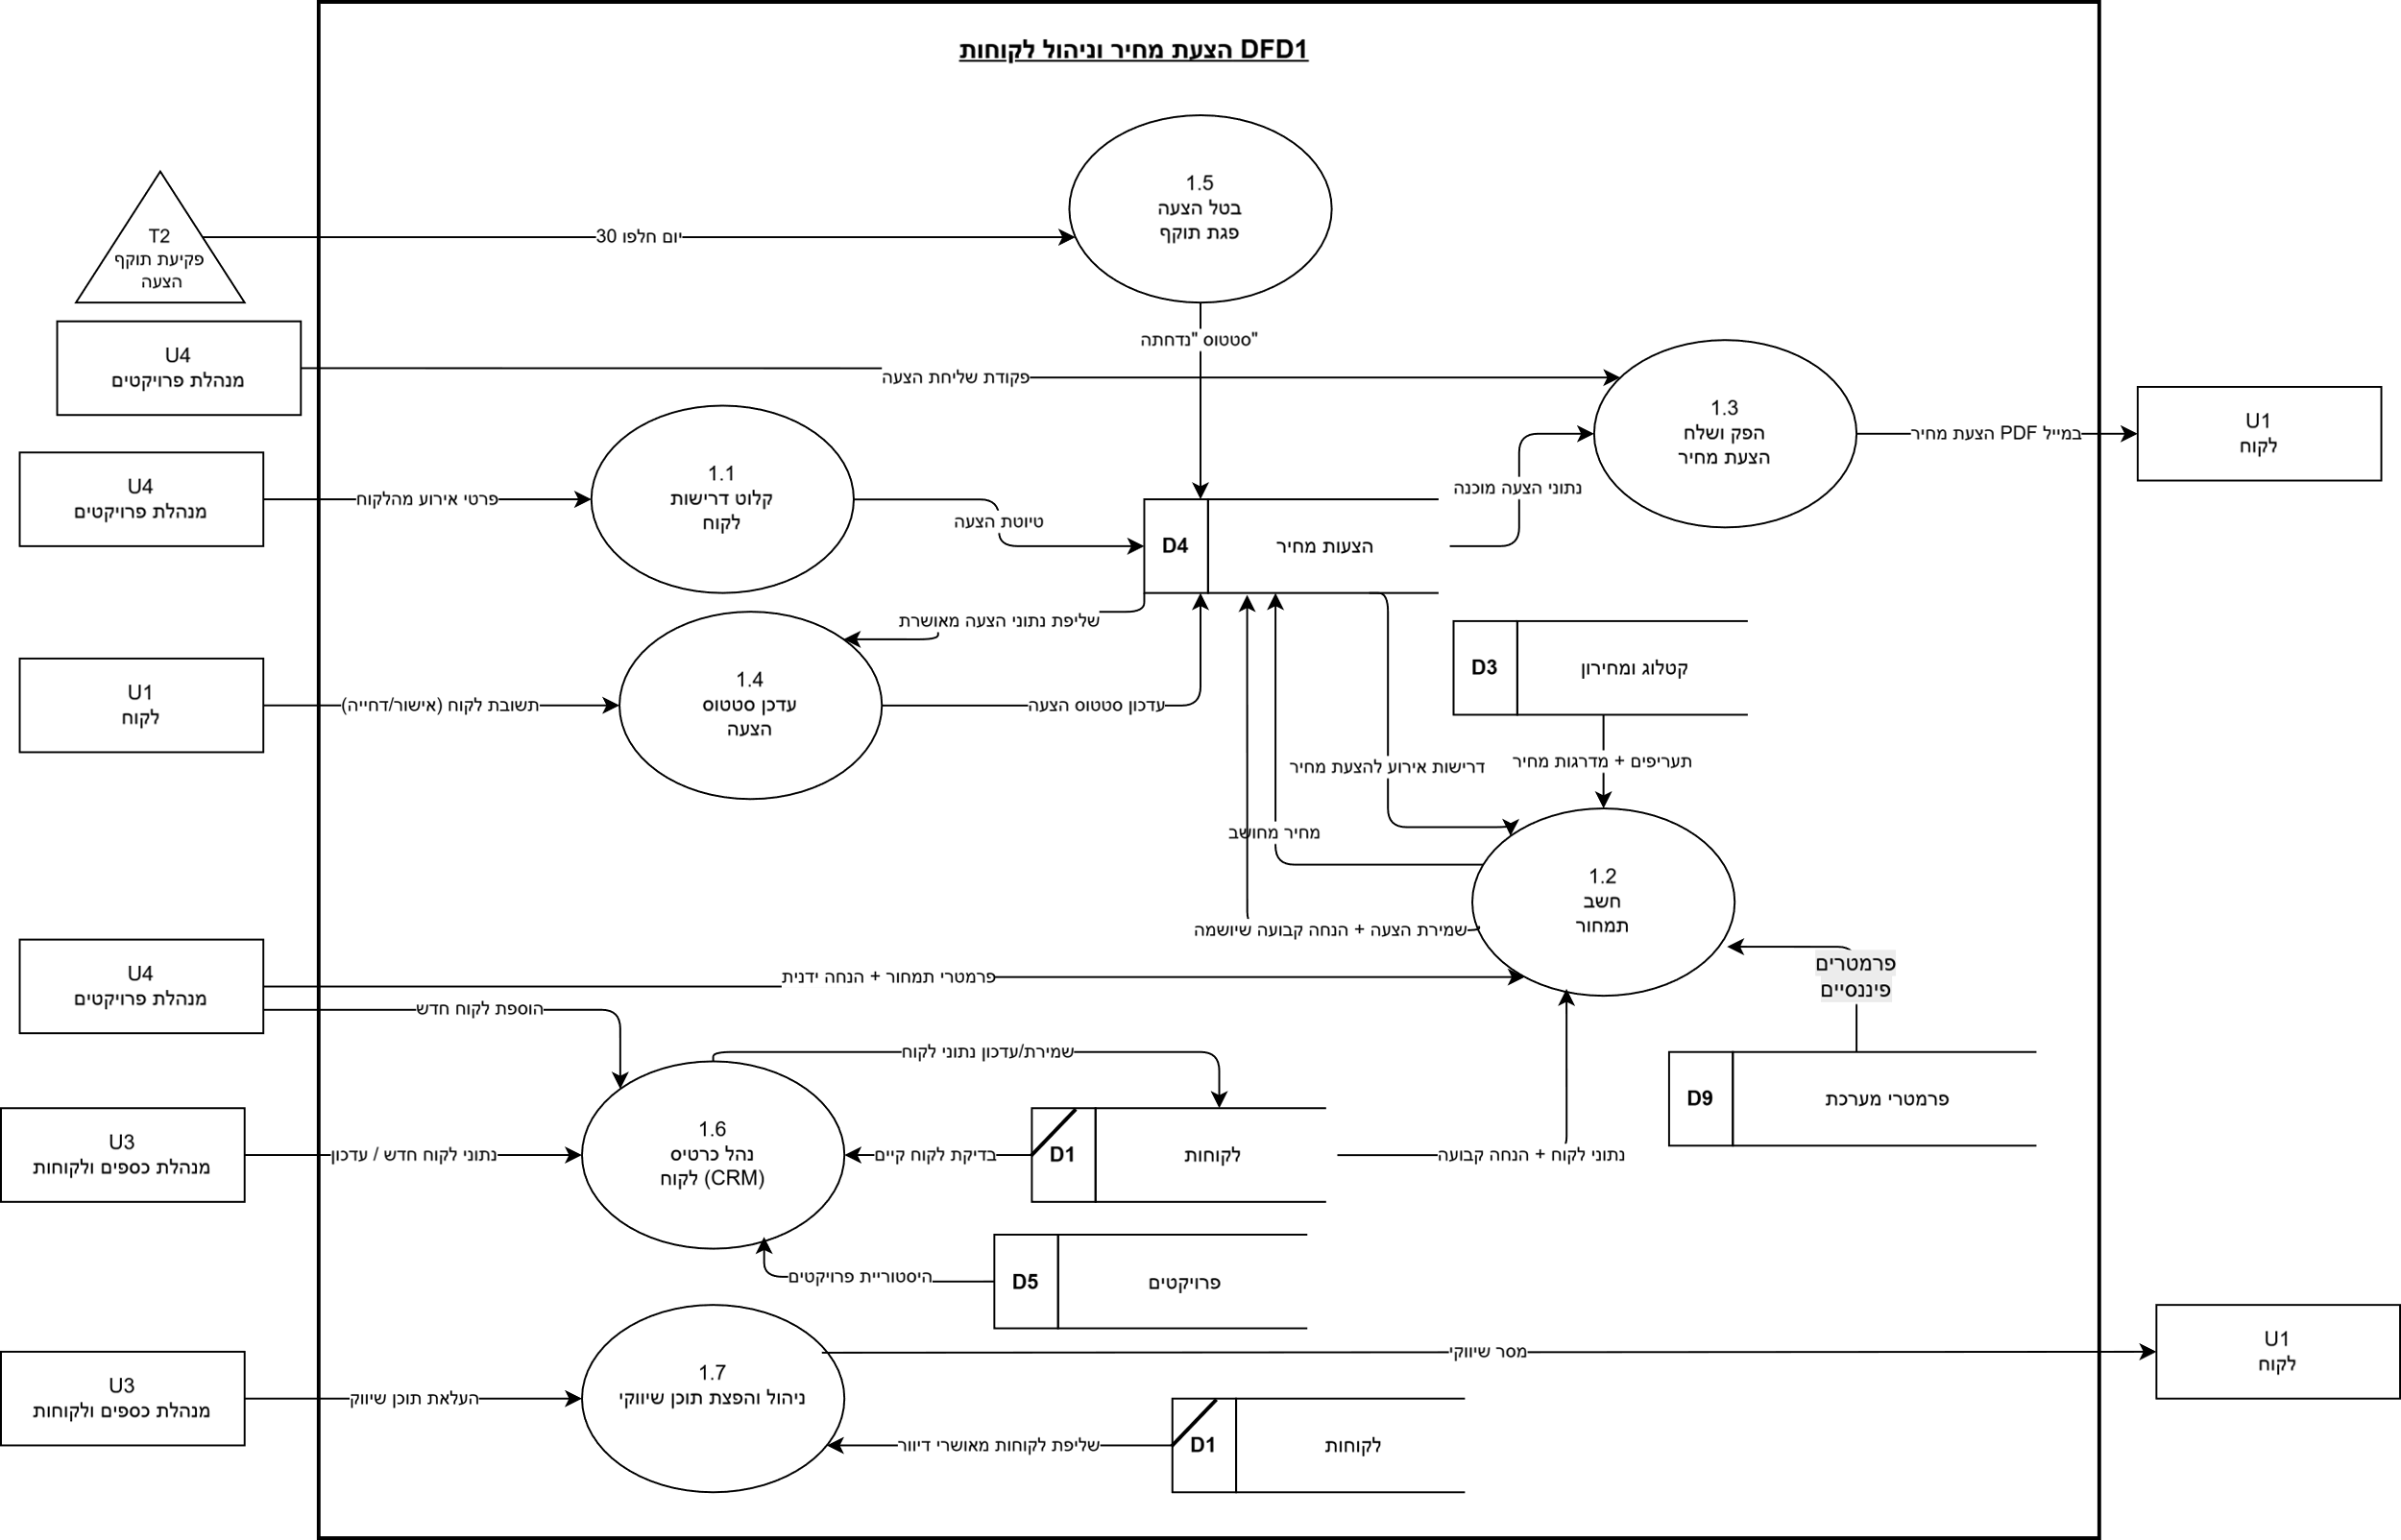 DFD1 הצעת מחיר וניהול לקוחות
1.5
בטל הצעה
פגת תוקף
T2
פקיעת תוקף
הצעה
יום חלפו 30
U4
מנהלת פרויקטים
סטטוס "נדחתה"
פקודת שליחת הצעה
1.3
הפק ושלח
הצעת מחיר
במייל PDF הצעת מחיר
U1
לקוח
U4
מנהלת פרויקטים
פרטי אירוע מהלקוח
1.1
קלוט דרישות
לקוח
טיוטת הצעה
D4
הצעות מחיר
נתוני הצעה מוכנה
שליפת נתוני הצעה מאושרת
U1
לקוח
תשובת לקוח (אישור/דחייה)
1.4
עדכן סטטוס
הצעה
עדכון סטטוס הצעה
D3
קטלוג ומחירון
דרישות אירוע להצעת מחיר
תעריפים + מדרגות מחיר
מחיר מחושב
1.2
חשב
תמחור
שמירת הצעה + הנחה קבועה שיושמה
U4
מנהלת פרויקטים
פרמטרי תמחור + הנחה ידנית
הוספת לקוח חדש
פרמטרים
פיננסיים
שמירת/עדכון נתוני לקוח
D9
פרמטרי מערכת
U3
מנהלת כספים ולקוחות
נתוני לקוח חדש / עדכון
1.6
נהל כרטיס
לקוח (CRM)
בדיקת לקוח קיים
D1
לקוחות
נתוני לקוח + הנחה קבועה
היסטוריית פרויקטים
D5
פרויקטים
U3
מנהלת כספים ולקוחות
העלאת תוכן שיווק
1.7
ניהול והפצת תוכן שיווקי
מסר שיווקי
U1
לקוח
שליפת לקוחות מאושרי דיוור
D1
לקוחות